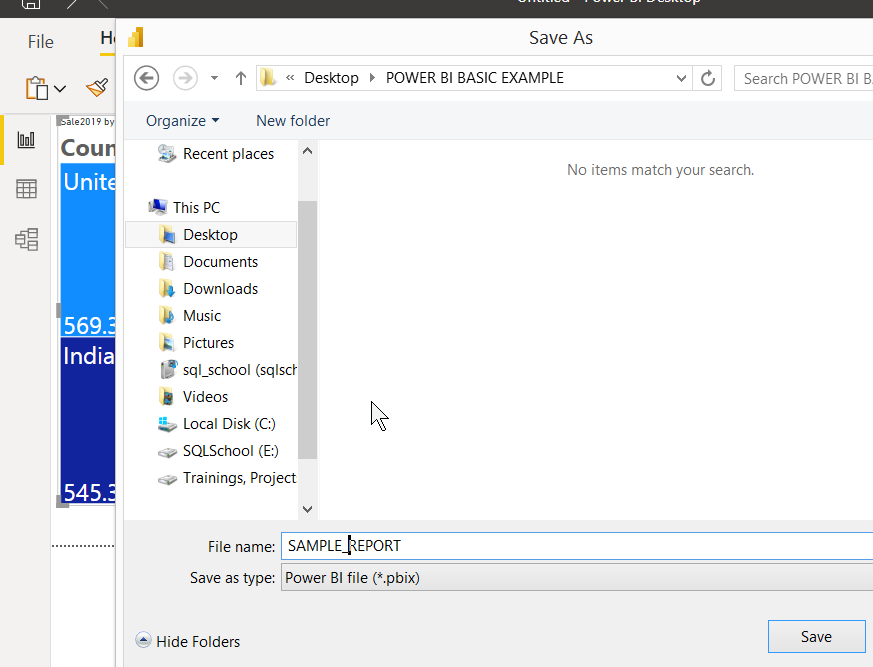 Untitled - Power BI Desktop
File
Save As
« Desktop POWER BI BASIC EXAMPLE
Search POWER BI B
Organize
New folder
Sale2019 by
Coun
Unite
569.3
India
545.3
Recent places
This PC
Desktop
Documents
Downloads
Music
Pictures
sql_school (sqlsch
Videos
Local Disk (C:)
SQLSchool (E:)
Trainings, Project
No items match your search.
File name: SAMPLE_REPORT
Save as type: Power BI file (*.pbix)
Hide Folders
Save